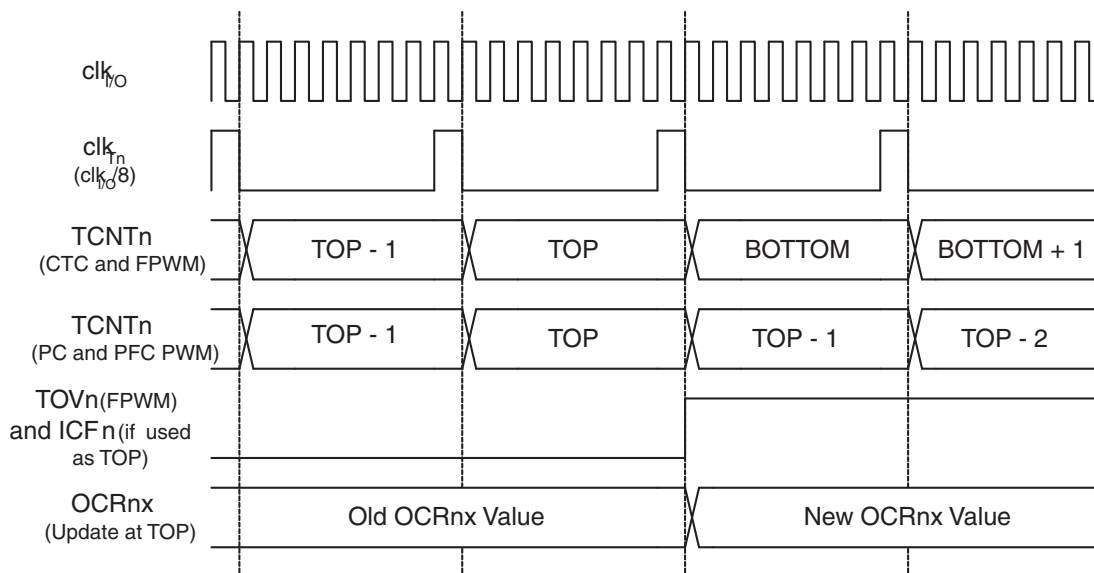 clkI/O
clkTn
(clkI/O/8)
TCNTn
(CTC and FPWM)
TOP - 1
TOP
BOTTOM
BOTTOM + 1
TCNTn
(PC and PFC PWM)
TOP - 1
TOP
TOP - 1
TOP - 2
TOVn(FPWM)
and ICFn(if used
as TOP)
OCRnx
(Update at TOP)
Old OCRnx Value
New OCRnx Value